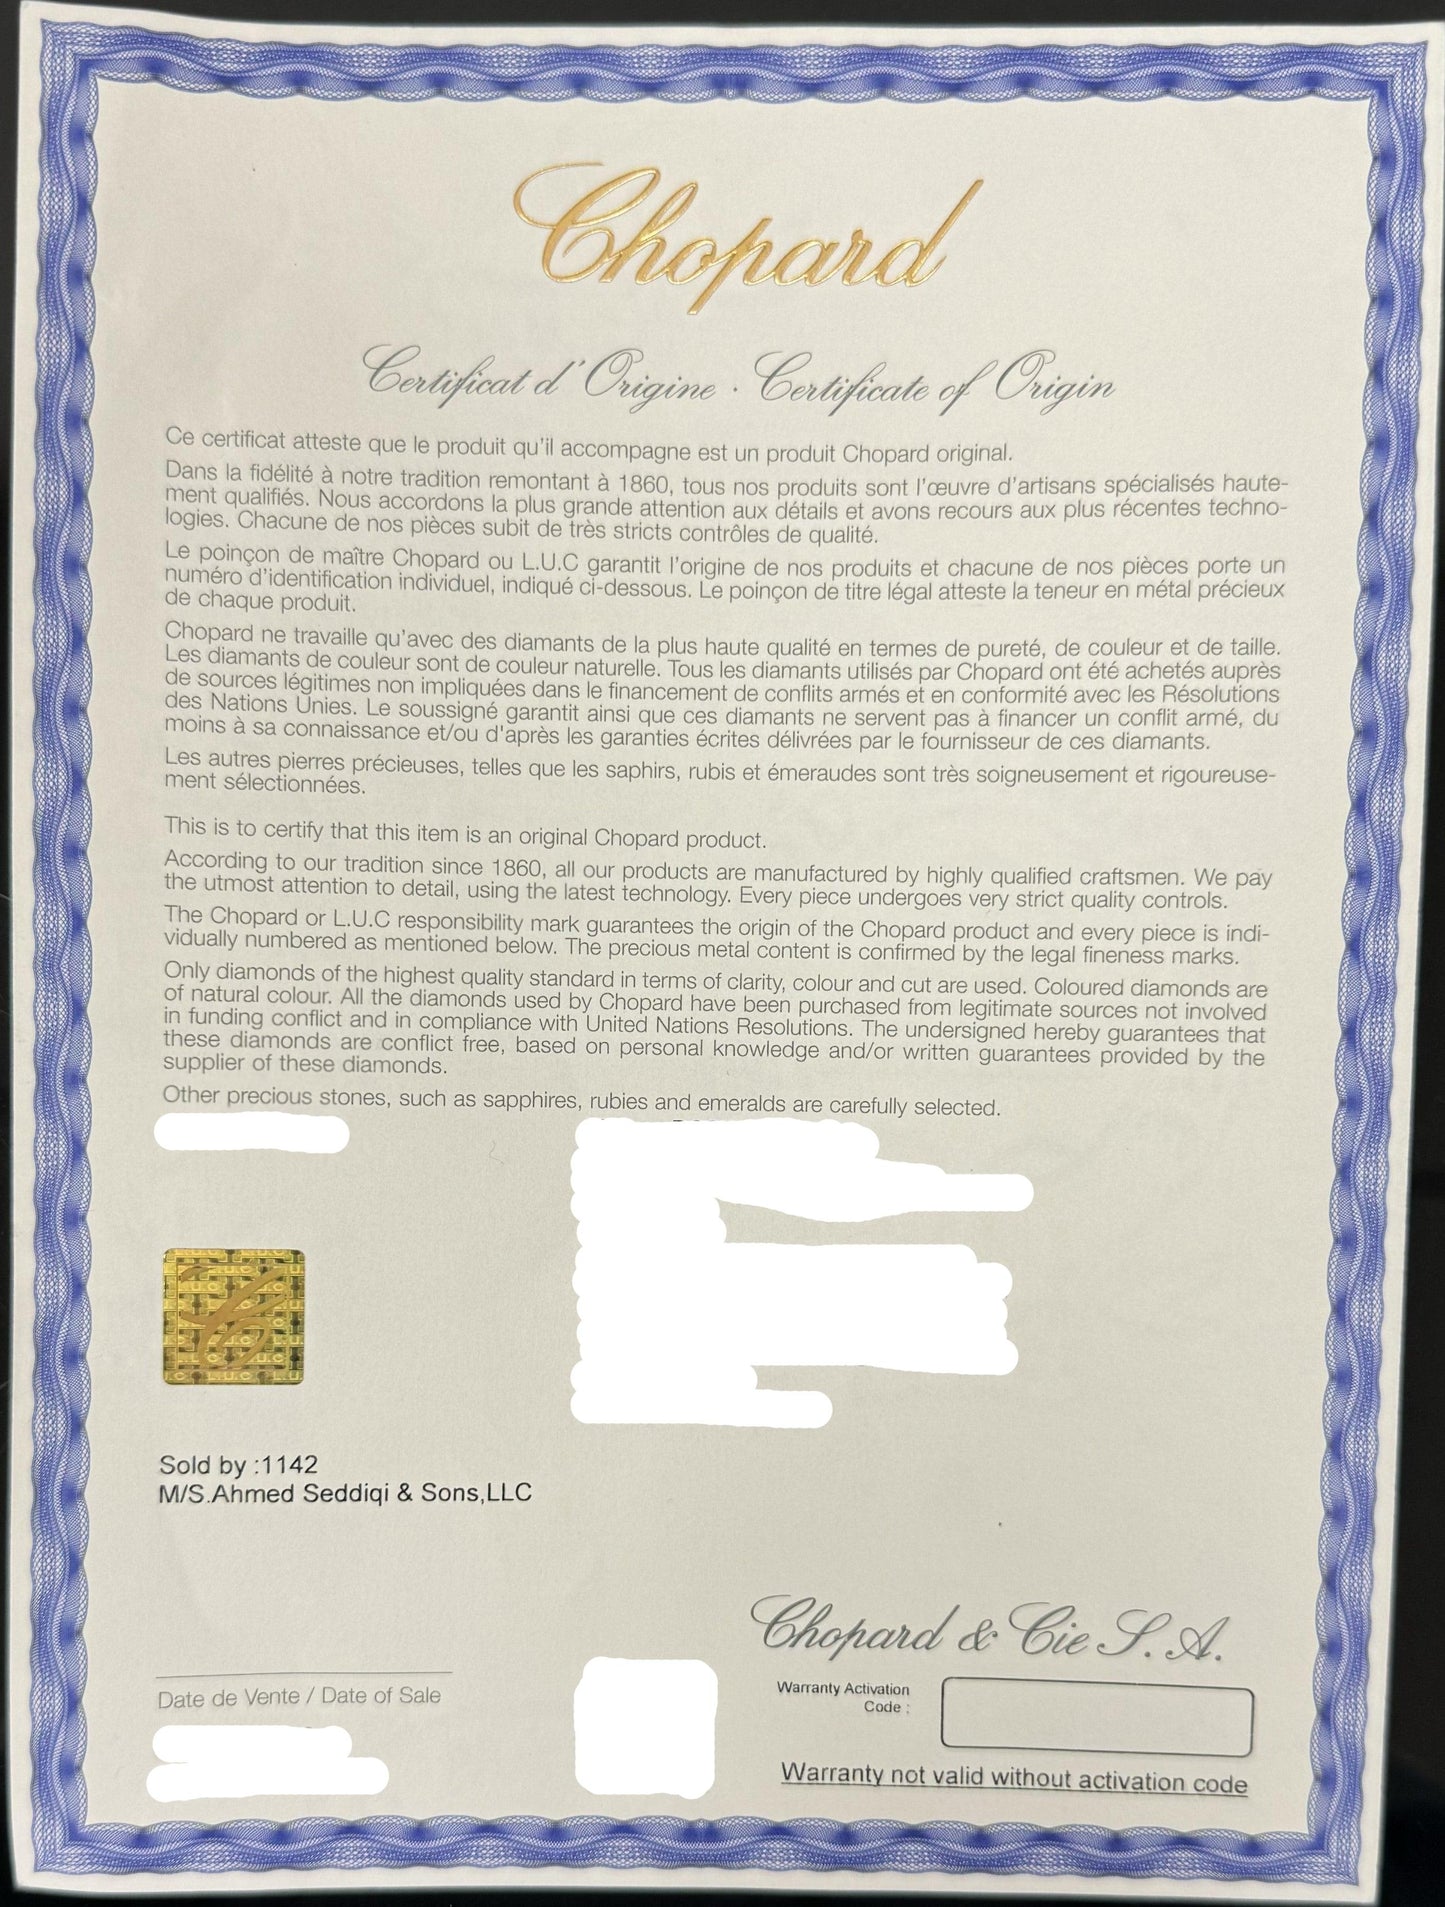 Chopard
Certificat d'Origine · Certificate of Origin
Ce certificat atteste que le produit qu'il accompagne est un produit Chopard original.
Dans la fidélité à notre tradition remontant à 1860, tous nos produits sont l'œuvre d'artisans spécialisés haute-
ment qualifiés. Nous accordons la plus grande attention aux détails et avons recours aux plus récentes techno-
logies. Chacune de nos pièces subit de très stricts contrôles de qualité.
Le poinçon de maître Chopard ou L.U.C garantit l'origine de nos produits et chacune de nos pièces porte un
numéro d'identification individuel, indiqué ci-dessous. Le poinçon de titre légal atteste la teneur en métal précieux
de chaque produit.
Chopard ne travaille qu'avec des diamants de la plus haute qualité en termes de pureté, de couleur et de taille.
Les diamants de couleur sont de couleur naturelle. Tous les diamants utilisés par Chopard ont été achetés auprès
de sources légitimes non impliquées dans le financement de conflits armés et en conformité avec les Résolutions
des Nations Unies. Le soussigné garantit ainsi que ces diamants ne servent pas à financer un conflit armé, du
moins à sa connaissance et/ou d'après les garanties écrites délivrées par le fournisseur de ces diamants.
Les autres pierres précieuses, telles que les saphirs, rubis et émeraudes sont très soigneusement et rigoureuse-
ment sélectionnées.
This is to certify that this item is an original Chopard product.
According to our tradition since 1860, all our products are manufactured by highly qualified craftsmen. We pay
the utmost attention to detail, using the latest technology. Every piece undergoes very strict quality controls.
The Chopard or L.U.C responsibility mark guarantees the origin of the Chopard product and every piece is indi-
vidually numbered as mentioned below. The precious metal content is confirmed by the legal fineness marks.
Only diamonds of the highest quality standard in terms of clarity, colour and cut are used. Coloured diamonds are
of natural colour. All the diamonds used by Chopard have been purchased from legitimate sources not involved
in funding conflict and in compliance with United Nations Resolutions. The undersigned hereby guarantees that
these diamonds are conflict free, based on personal knowledge and/or written guarantees provided by the
supplier of these diamonds.
Other precious stones, such as sapphires, rubies and emeralds are carefully selected.
Sold by :1142
M/S.Ahmed Seddiqi & Sons,LLC
Chopard & Cie S. A.
Date de Vente / Date of Sale
Warranty Activation
Code :
Warranty not valid without activation code